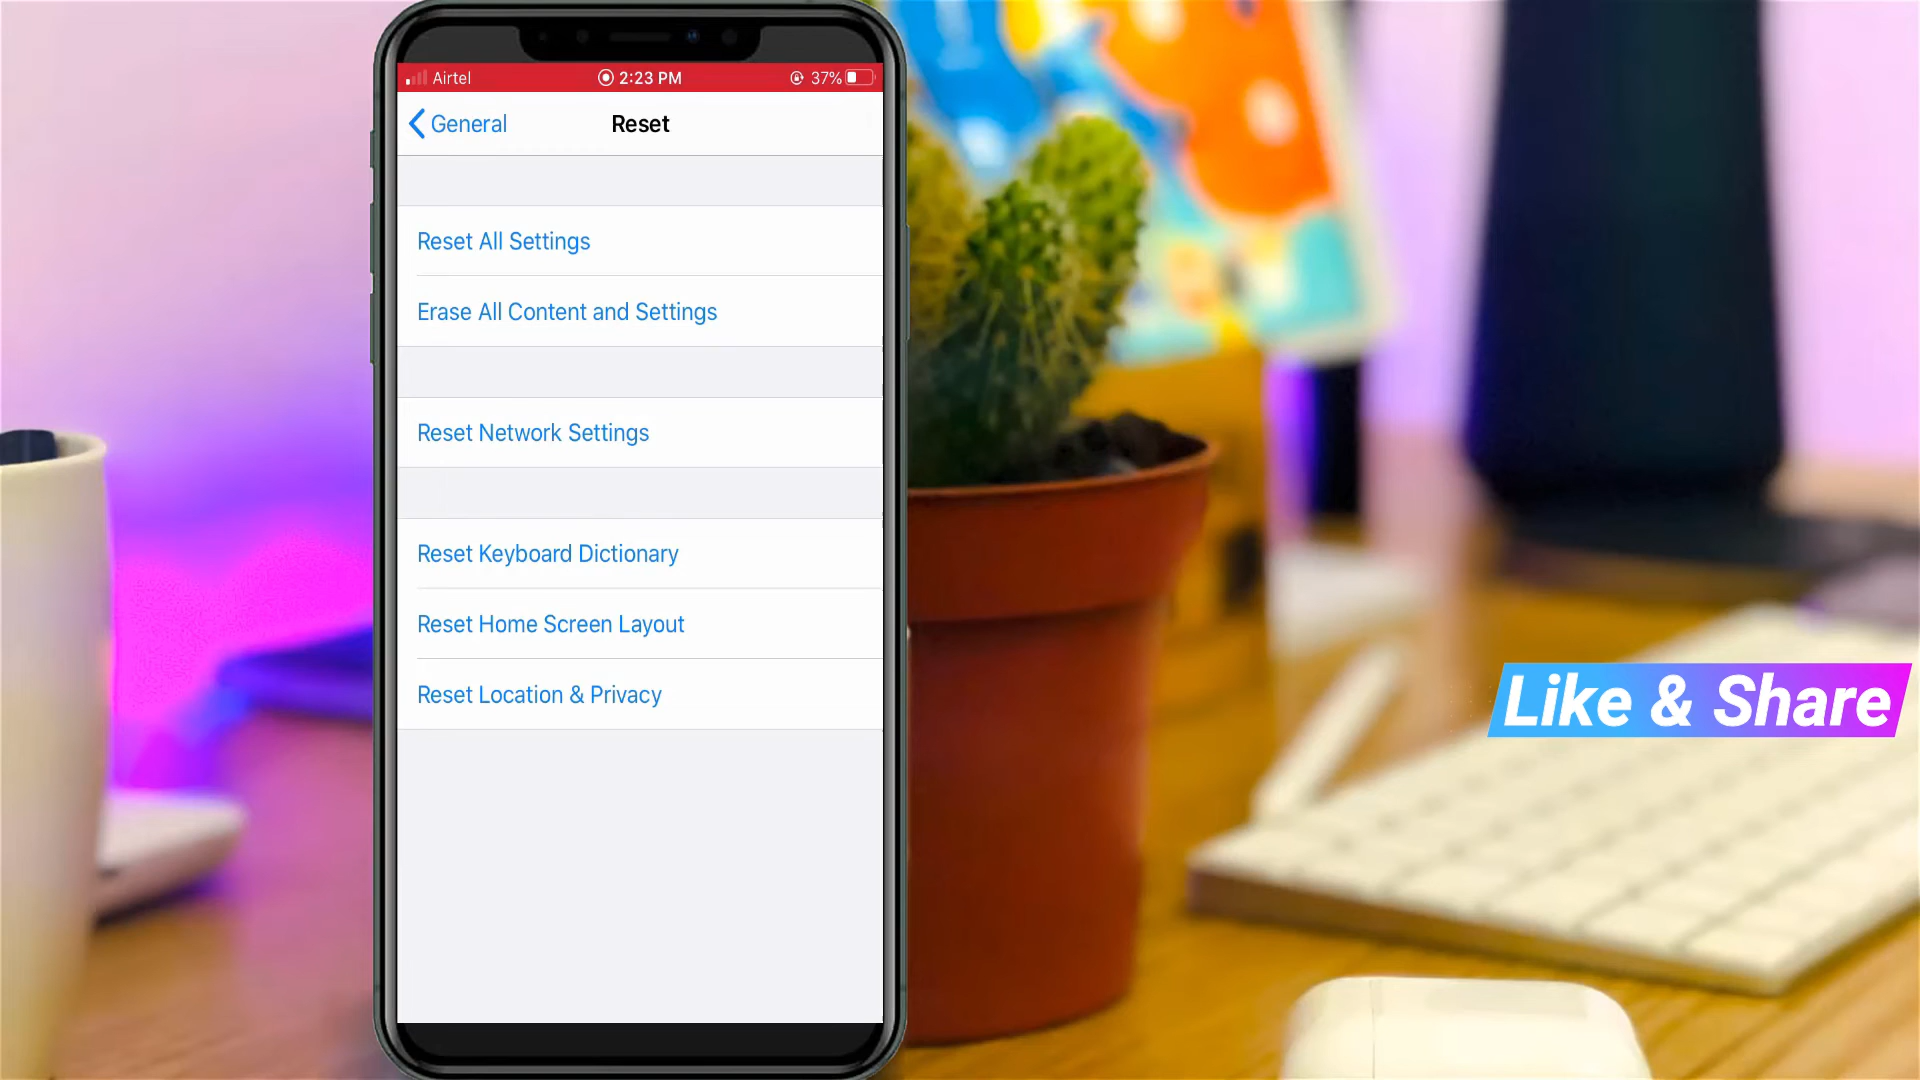 Airtel 2:23 PM 37%
General Reset
Reset All Settings
Erase All Content and Settings
Reset Network Settings
Reset Keyboard Dictionary
Reset Home Screen Layout
Reset Location & Privacy
Like & Share